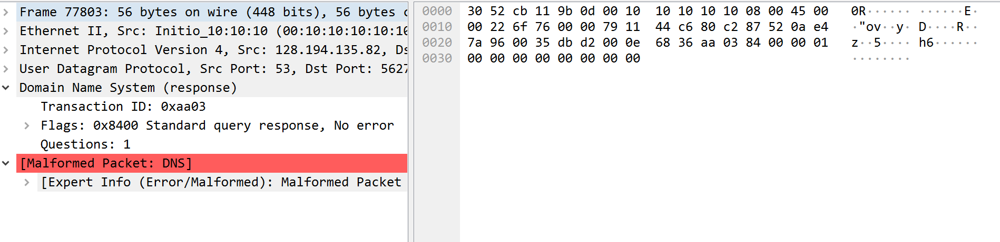 Frame 77803: 56 bytes on wire (448 bits), 56 bytes c
Ethernet II, Src: Initio_10:10:10 (00:10:10:10:10:10
Internet Protocol Version 4, Src: 128.194.135.82, Ds
User Datagram Protocol, Src Port: 53, Dst Port: 5627
Domain Name System (response)
Transaction ID: 0xaa03
Flags: 0x8400 Standard query response, No error
Questions: 1
[Malformed Packet: DNS]
[Expert Info (Error/Malformed): Malformed Packet
0000 30 52 cb 11 9b 0d 00 10 10 10 10 10 08 00 45 00 0R······ ······E·
0010 00 22 6f 76 00 00 79 11 44 c6 80 c2 87 52 0a e4 ·"ov··y· D····R··
0020 7a 96 00 35 db d2 00 0e 68 36 aa 03 84 00 00 01 z··5···· h6······
0030 00 00 00 00 00 00 00 00 ········